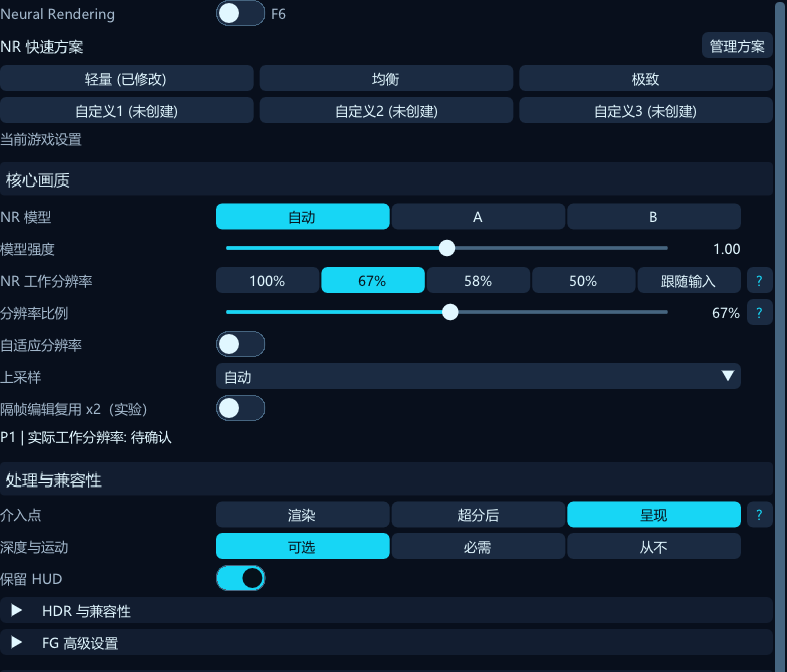 Neural Rendering F6
NR 快速方案 管理方案
轻量 (已修改) 均衡 极致
自定义1 (未创建) 自定义2 (未创建) 自定义3 (未创建)
当前游戏设置
核心画质
NR 模型 自动 A B
模型强度 1.00
NR 工作分辨率 100% 67% 58% 50% 跟随输入 ?
分辨率比例 67% ?
自适应分辨率
上采样 自动
隔帧编辑复用 x2（实验）
P1 | 实际工作分辨率: 待确认
处理与兼容性
介入点 渲染 超分后 呈现 ?
深度与运动 可选 必需 从不
保留 HUD
HDR 与兼容性
FG 高级设置